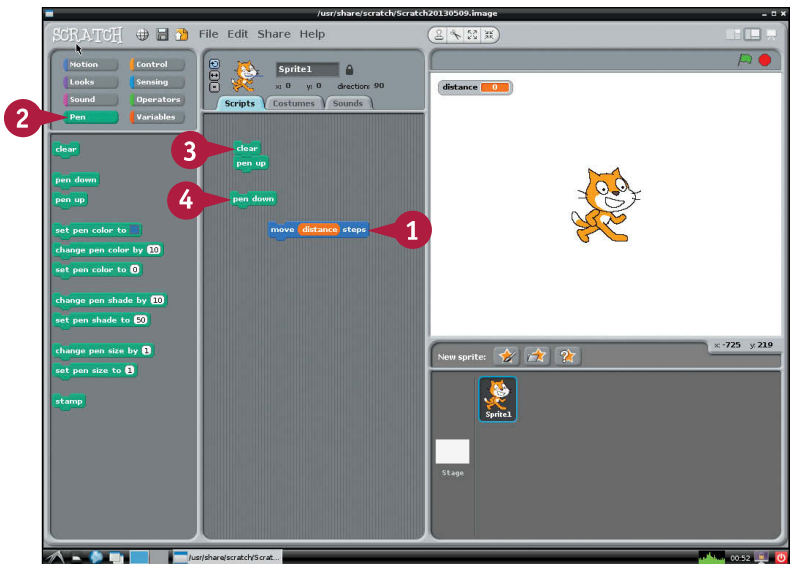 /usr/share/scratch/Scratch20130509.image
SCRATCH File Edit Share Help
Motion Control
Looks Sensing
Sound Operators
Pen Variables
2
Sprite1
x: 0 y: 0 direction: 90
Scripts Costumes Sounds
clear
pen down
pen up
set pen color to
change pen color by 10
set pen color to 0
change pen shade by 10
set pen shade to 50
change pen size by 1
set pen size to 1
stamp
3
clear
pen up
4
pen down
move distance steps
1
distance 0
x: -725 y: 219
New sprite:
Sprite1
Stage
/usr/share/scratch/Scrat...
00:52